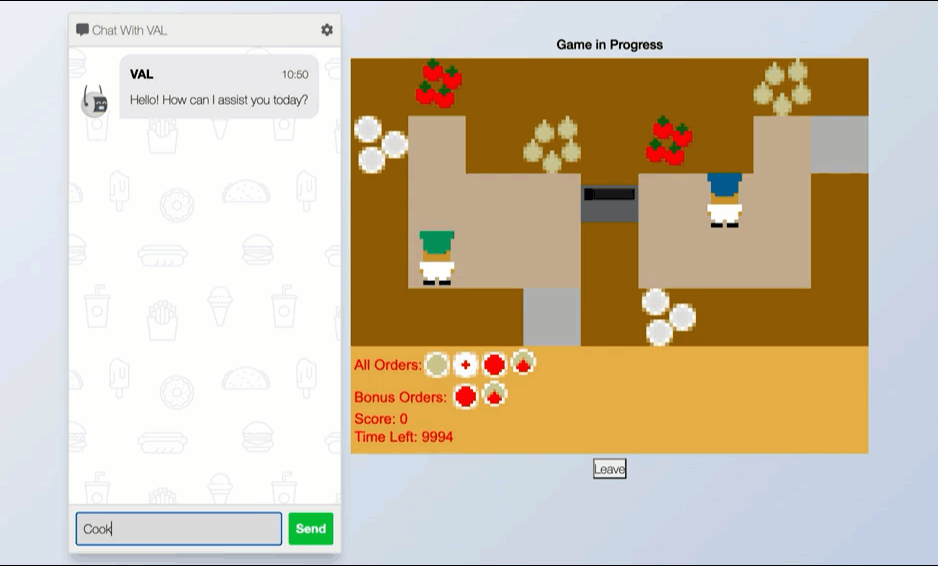 Chat With VAL
VAL
10:50
Hello! How can I assist you today?
Cook
Send
Game in Progress
All Orders:
Bonus Orders:
Score: 0
Time Left: 9994
Leave